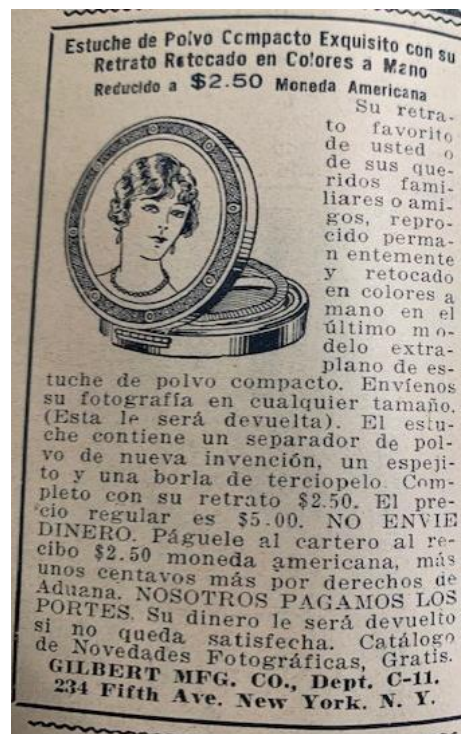 Estuche de Polvo Compacto Exquisito con su
Retrato Retocado en Colores a Mano
Reducido a $2.50 Moneda Americana
Su retra-
to favorito
de usted o
de sus que-
ridos fami-
liares o ami-
gos, repro-
cido perma-
nentemente
y retocado
en colores a
mano en el
último mo-
delo extra-
plano de es-
tuche de polvo compacto. Envíenos
su fotografía en cualquier tamaño.
(Esta le será devuelta). El estu-
che contiene un separador de pol-
vo de nueva invención, un espeji-
to y una borla de terciopelo. Com-
pleto con su retrato $2.50. El pre-
cio regular es $5.00. NO ENVIE
DINERO. Páguele al cartero al re-
cibo $2.50 moneda americana, más
unos centavos más por derechos de
Aduana. NOSOTROS PAGAMOS LOS
PORTES. Su dinero le será devuelto
si no queda satisfecha. Catálogo
de Novedades Fotográficas, Gratis.
GILBERT MFG. CO., Dept. C-11.
234 Fifth Ave. New York. N. Y.